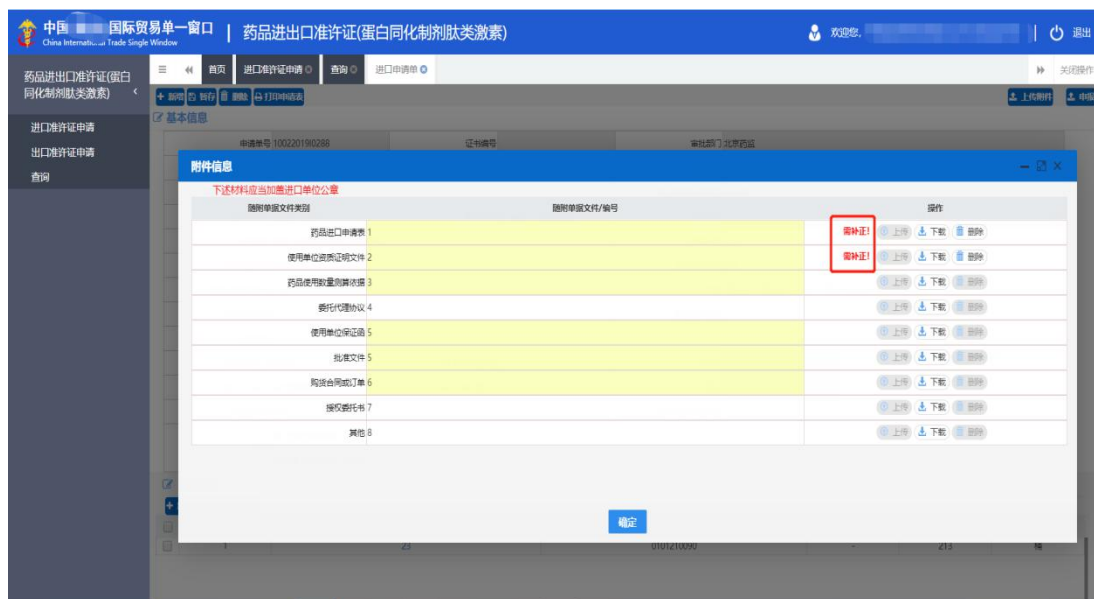 中国 国际贸易单一窗口 | 药品进出口准许证(蛋白同化制剂肽类激素)
China International Trade Single Window
欢迎您, | 退出
药品进出口准许证(蛋白同化制剂肽类激素)
进口准许证申请
出口准许证申请
查询
首页 进口准许证申请 查询 进口申请单 关闭操作
+ 新增 暂存 删除 打印申请表 上传附件 申报
基本信息
申请单号 证书编号 审批部门 北京药监
附件信息
下述材料应当加盖进口单位公章
随附单据文件类别 随附单据文件/编号 操作
药品进口申请表 1 需补正! 上传 下载 删除
使用单位资质证明文件 2 需补正! 上传 下载 删除
药品使用数量测算依据 3 上传 下载 删除
委托代理协议 4 上传 下载 删除
使用单位保证函 5 上传 下载 删除
批准文件 5 上传 下载 删除
购货合同或订单 6 上传 下载 删除
授权委托书 7 上传 下载 删除
其他 8 上传 下载 删除
确定
1 23 0101210090 - 213